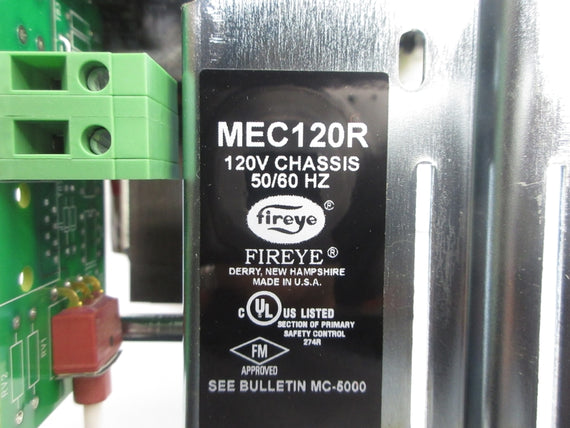 MEC120R
120V CHASSIS
50/60 HZ
fireye ®
FIREYE ®
DERRY, NEW HAMPSHIRE
MADE IN U.S.A.
C UL US LISTED
SECTION OF PRIMARY
SAFETY CONTROL
274R
FM
APPROVED
SEE BULLETIN MC-5000
RV1